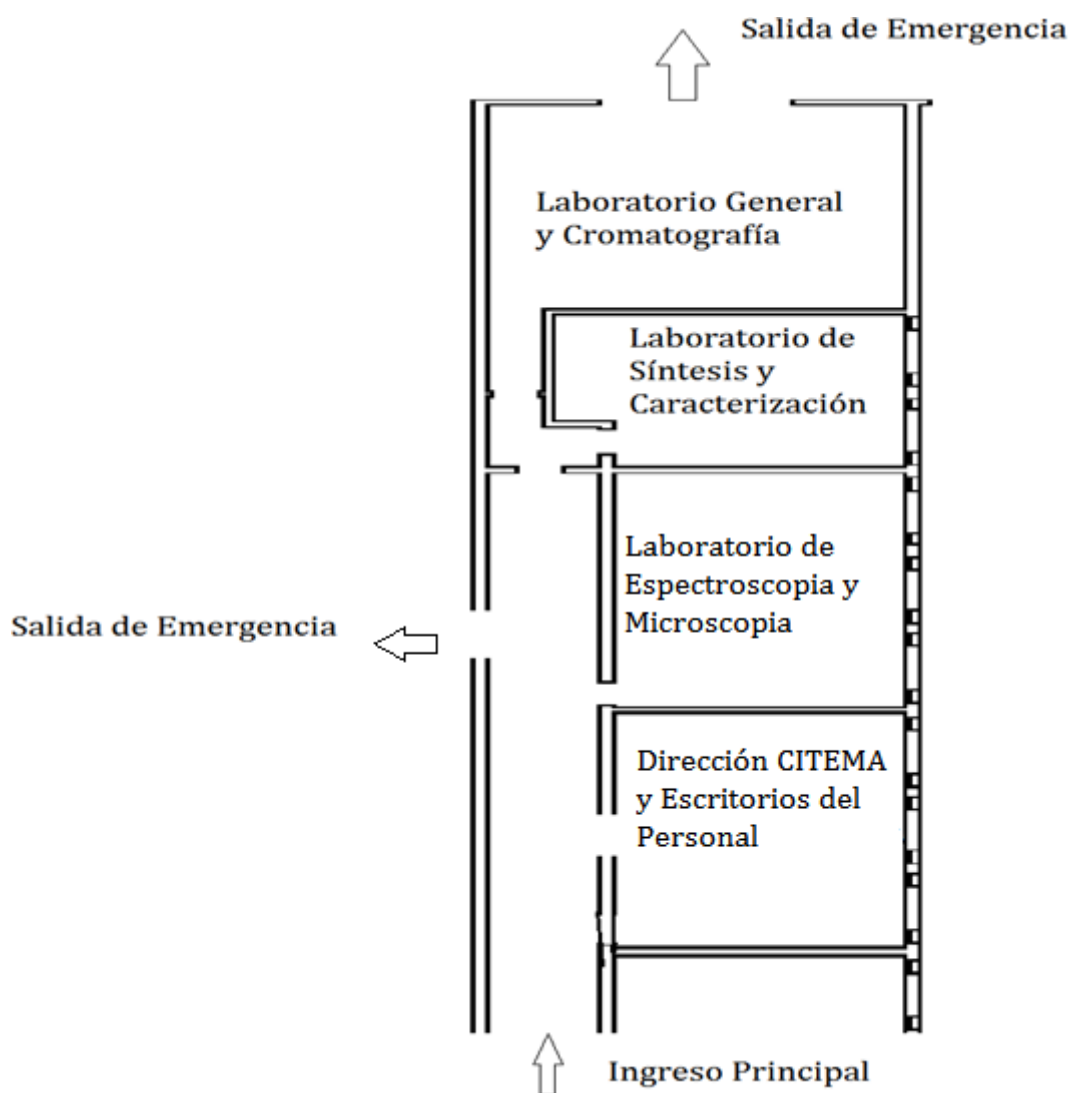 Salida de Emergencia
Laboratorio General
y Cromatografía
Laboratorio de
Síntesis y
Caracterización
Laboratorio de
Espectroscopia y
Microscopia
Salida de Emergencia
Dirección CITEMA
y Escritorios del
Personal
Ingreso Principal